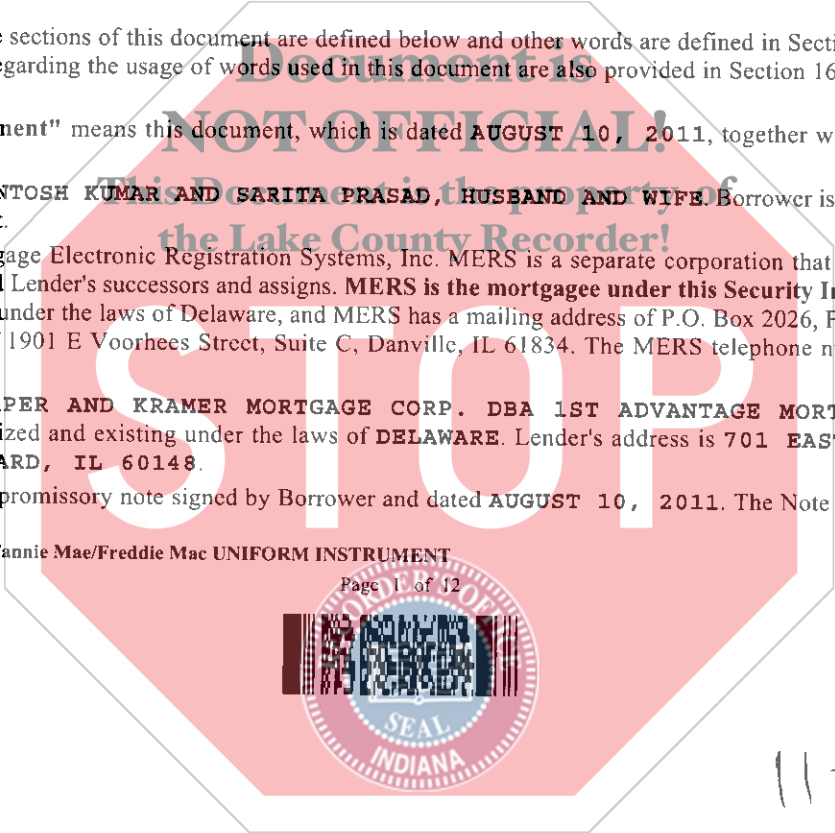 e sections of this document are defined below and other words are defined in Secti
egarding the usage of words used in this document are also provided in Section 16
Document is
NOT OFFICIAL!
nent" means this document, which is dated AUGUST 10, 2011, together w
This Document is the property of
NTOSH KUMAR AND SARITA PRASAD, HUSBAND AND WIFE. Borrower is
t.
the Lake County Recorder!
gage Electronic Registration Systems, Inc. MERS is a separate corporation that
d Lender's successors and assigns. MERS is the mortgagee under this Security In
under the laws of Delaware, and MERS has a mailing address of P.O. Box 2026, F
f 1901 E Voorhees Street, Suite C, Danville, IL 61834. The MERS telephone n
STOP
PER AND KRAMER MORTGAGE CORP. DBA 1ST ADVANTAGE MORT
ized and existing under the laws of DELAWARE. Lender's address is 701 EAST
ARD, IL 60148.
promissory note signed by Borrower and dated AUGUST 10, 2011. The Note
Fannie Mae/Freddie Mac UNIFORM INSTRUMENT
Page 1 of 12
RECORDER'S OFFICE
SEAL
INDIANA
11